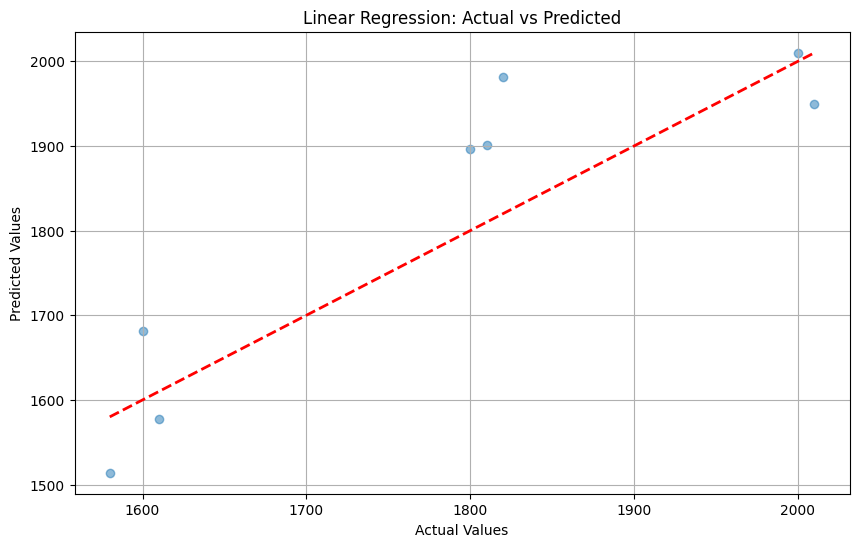 Linear Regression: Actual vs Predicted
2000
1900
1800
1700
1600
1500
Predicted Values
1600 1700 1800 1900 2000
Actual Values